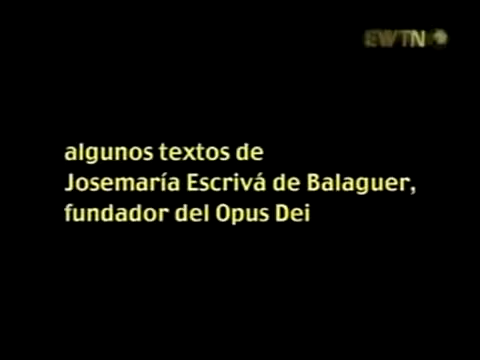 EWTN
algunos textos de
Josemaría Escrivá de Balaguer,
fundador del Opus Dei